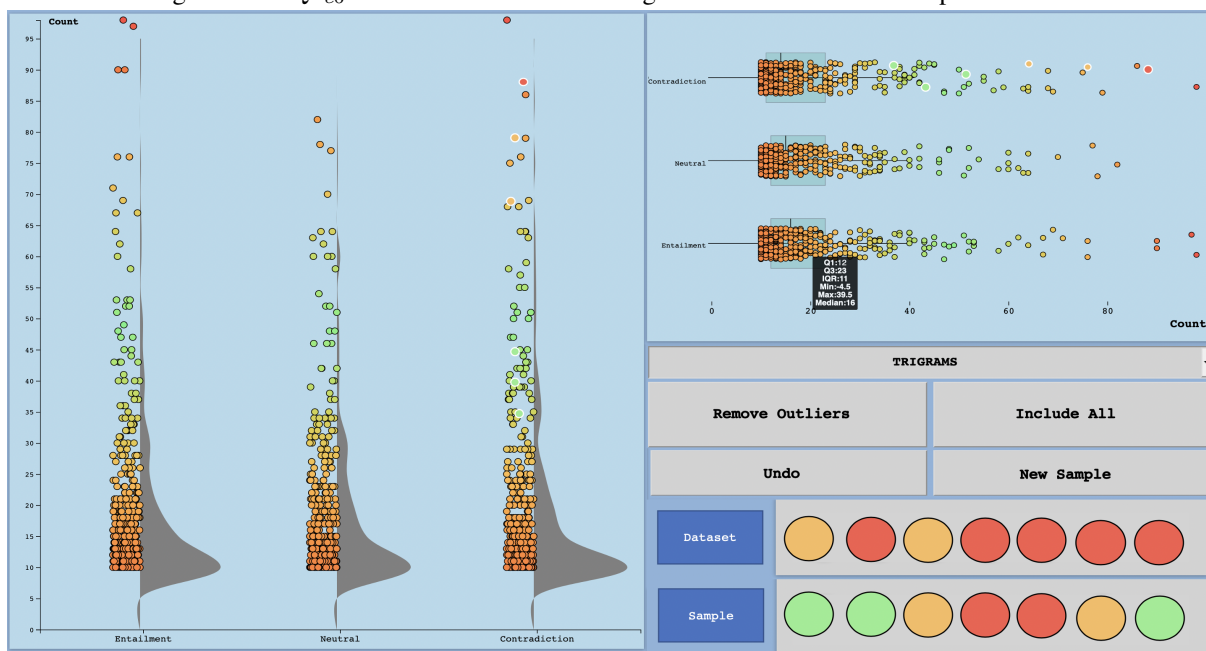 Count
95
90
85
80
75
70
65
60
55
50
45
40
35
30
25
20
15
10
5
0
Entailment
Neutral
Contradiction
Contradiction
Neutral
Entailment
Q1:12
Q3:23
IQR:11
Min:-4.5
Max:39.5
Median:16
0
20
40
60
80
Count
TRIGRAMS
Remove Outliers
Include All
Undo
New Sample
Dataset
Sample